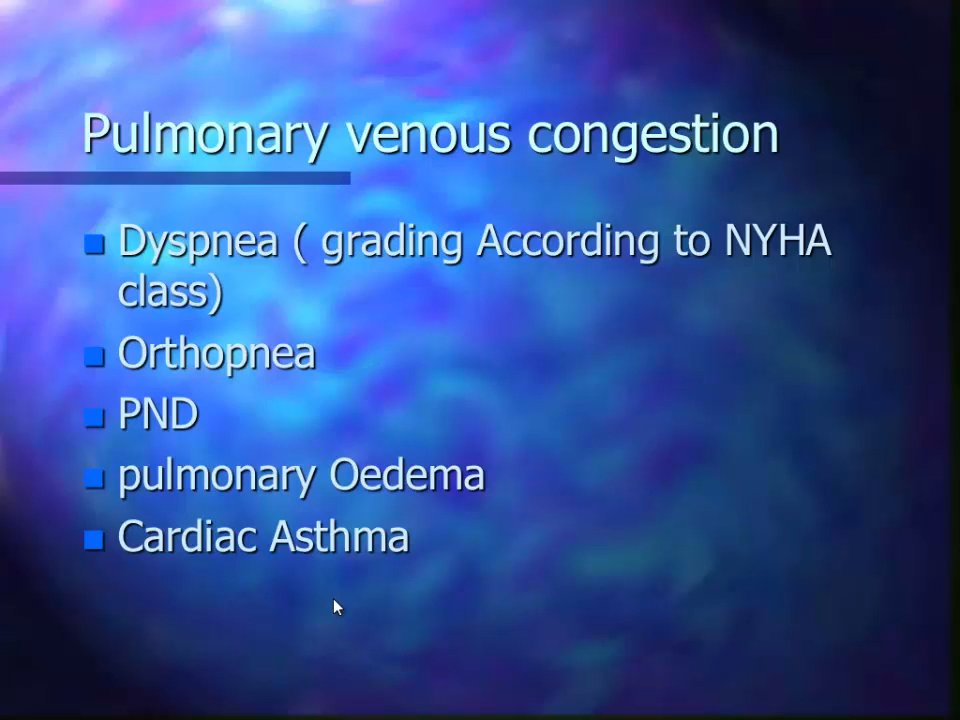 Pulmonary venous congestion
Dyspnea ( grading According to NYHA
class)
Orthopnea
PND
pulmonary Oedema
Cardiac Asthma